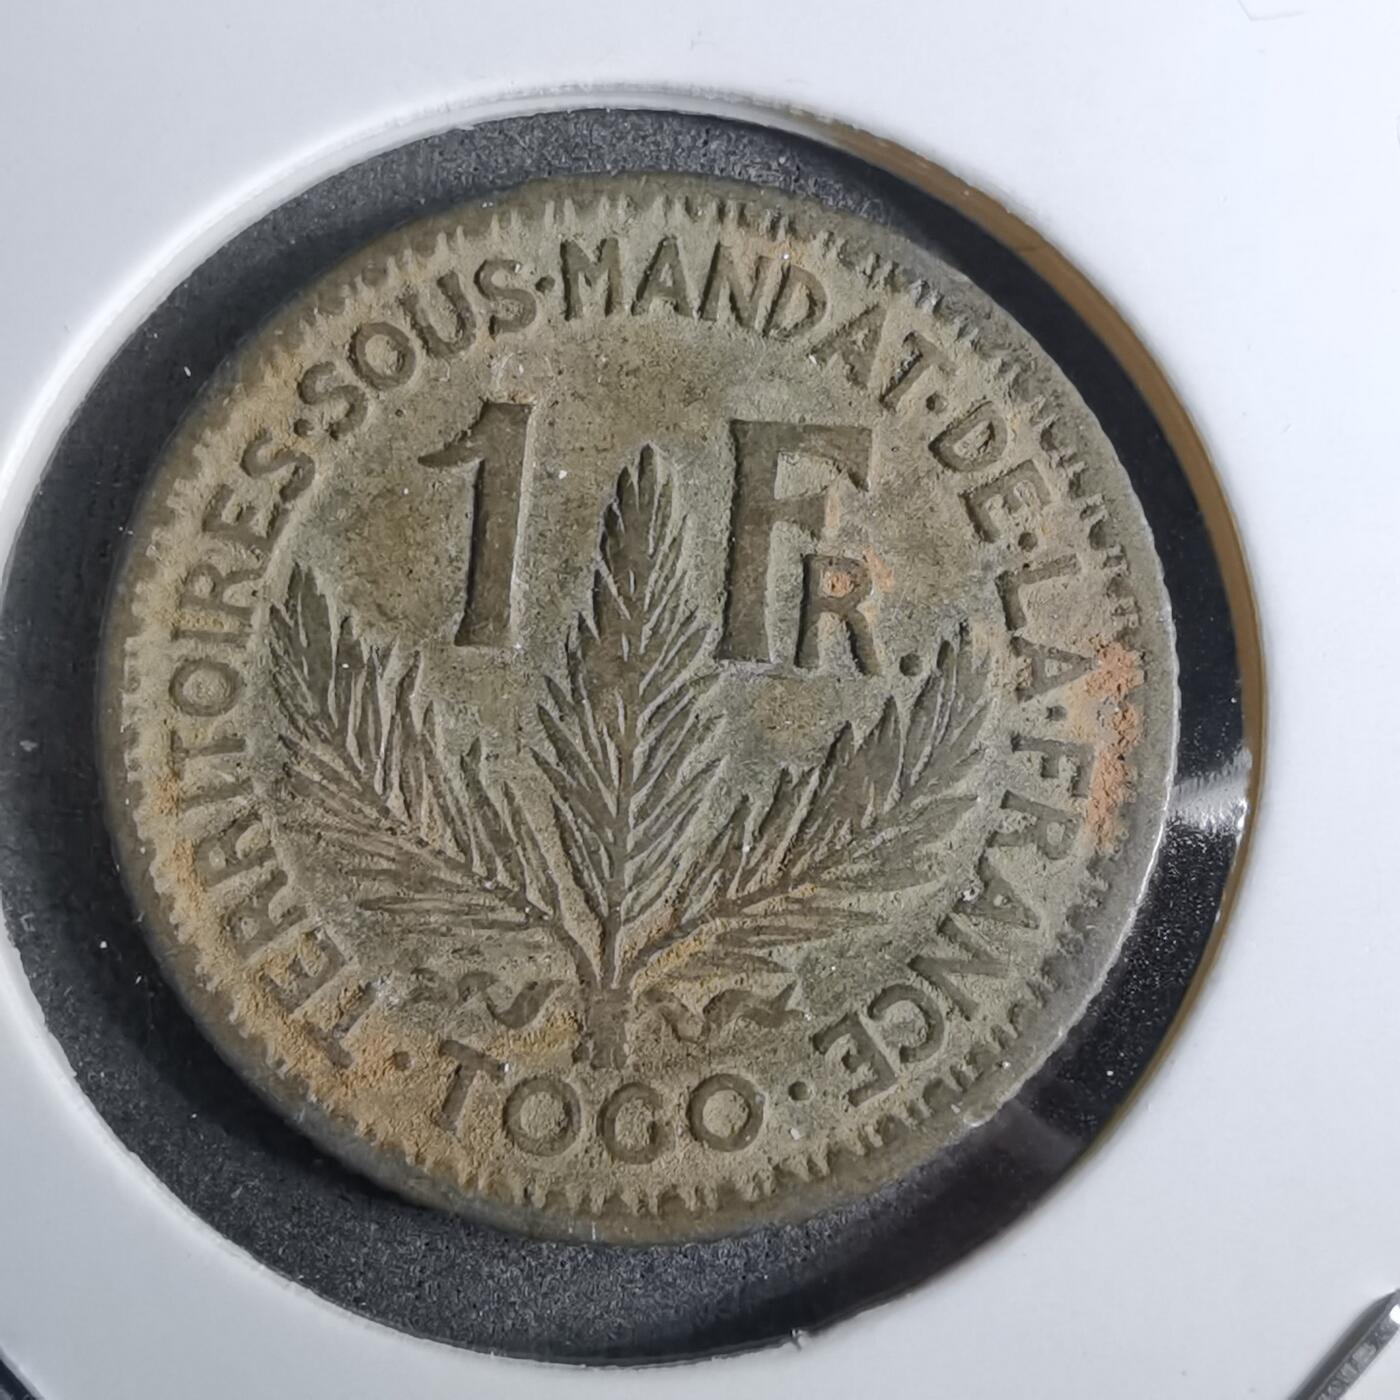 TERRITOIRES·SOUS·MANDAT·DE·LA·FRANCE·
1 FR.
TOGO